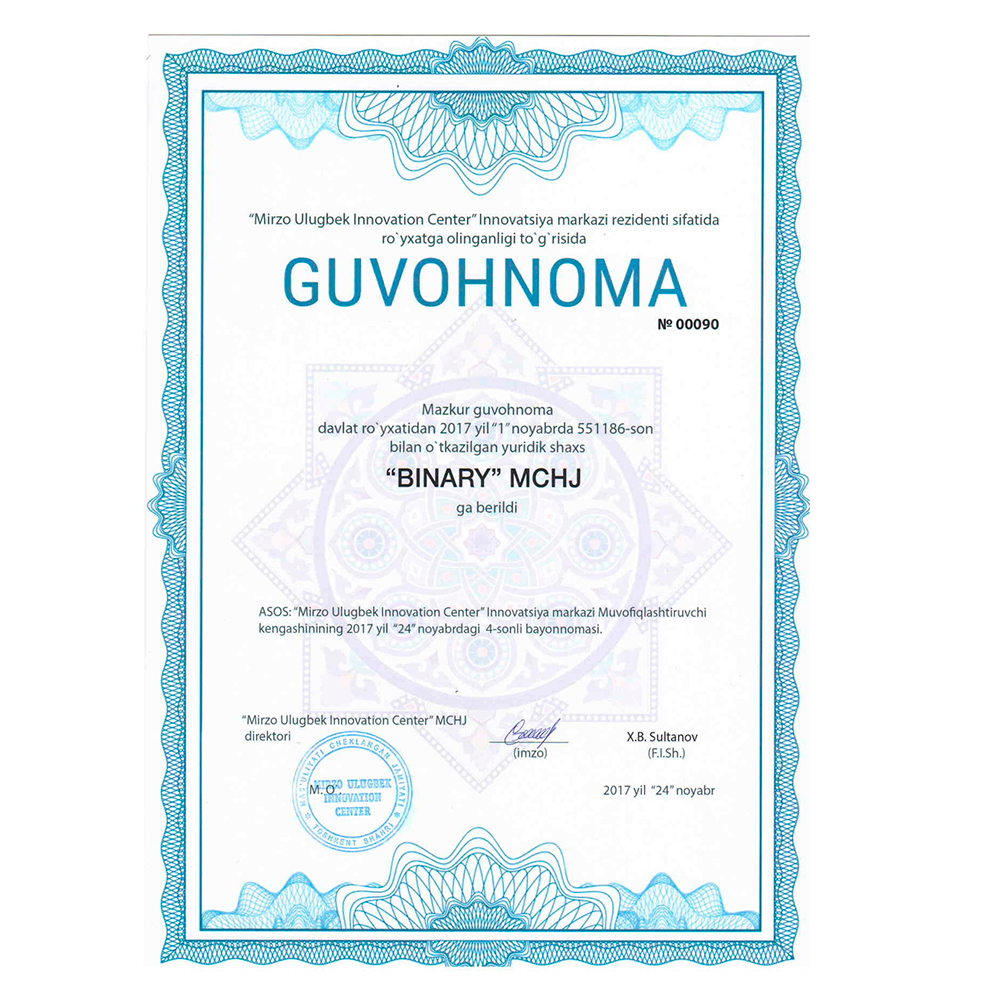 “Mirzo Ulugbek Innovation Center” Innovatsiya markazi rezidenti sifatida
ro`yxatga olinganligi to`g`risida
GUVOHNOMA
№ 00090
Mazkur guvohnoma
davlat ro`yxatidan 2017 yil “1” noyabrda 551186-son
bilan o`tkazilgan yuridik shaxs
“BINARY” MCHJ
ga berildi
ASOS: “Mirzo Ulugbek Innovation Center” Innovatsiya markazi Muvofiqlashtiruvchi
kengashinining 2017 yil “24” noyabrdagi 4-sonli bayonnomasi.
“Mirzo Ulugbek Innovation Center” MCHJ
direktori
(imzo)
X.B. Sultanov
(F.I.Sh.)
M. O.
2017 yil “24” noyabr
MAS'ULIYATI CHEKLANGAN JAMIYATI
MIRZO ULUGBEK
INNOVATION
CENTER
TOSHKENT SHAHRI